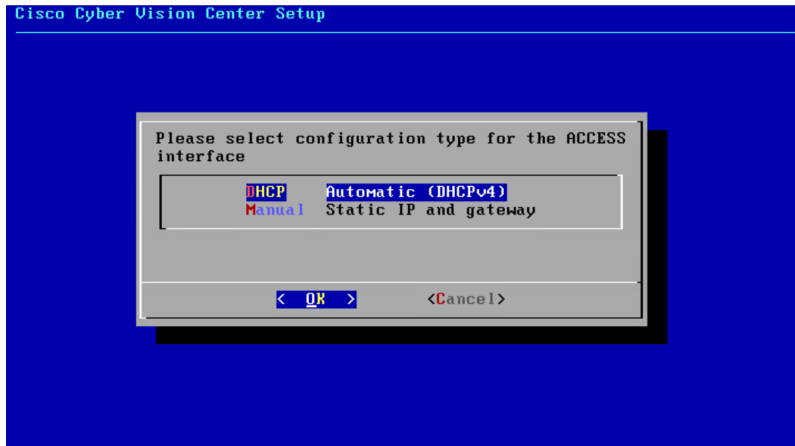 Cisco Cyber Vision Center Setup
Please select configuration type for the ACCESS
interface
DHCP Automatic (DHCPv4)
Manual Static IP and gateway
< OK > <Cancel>